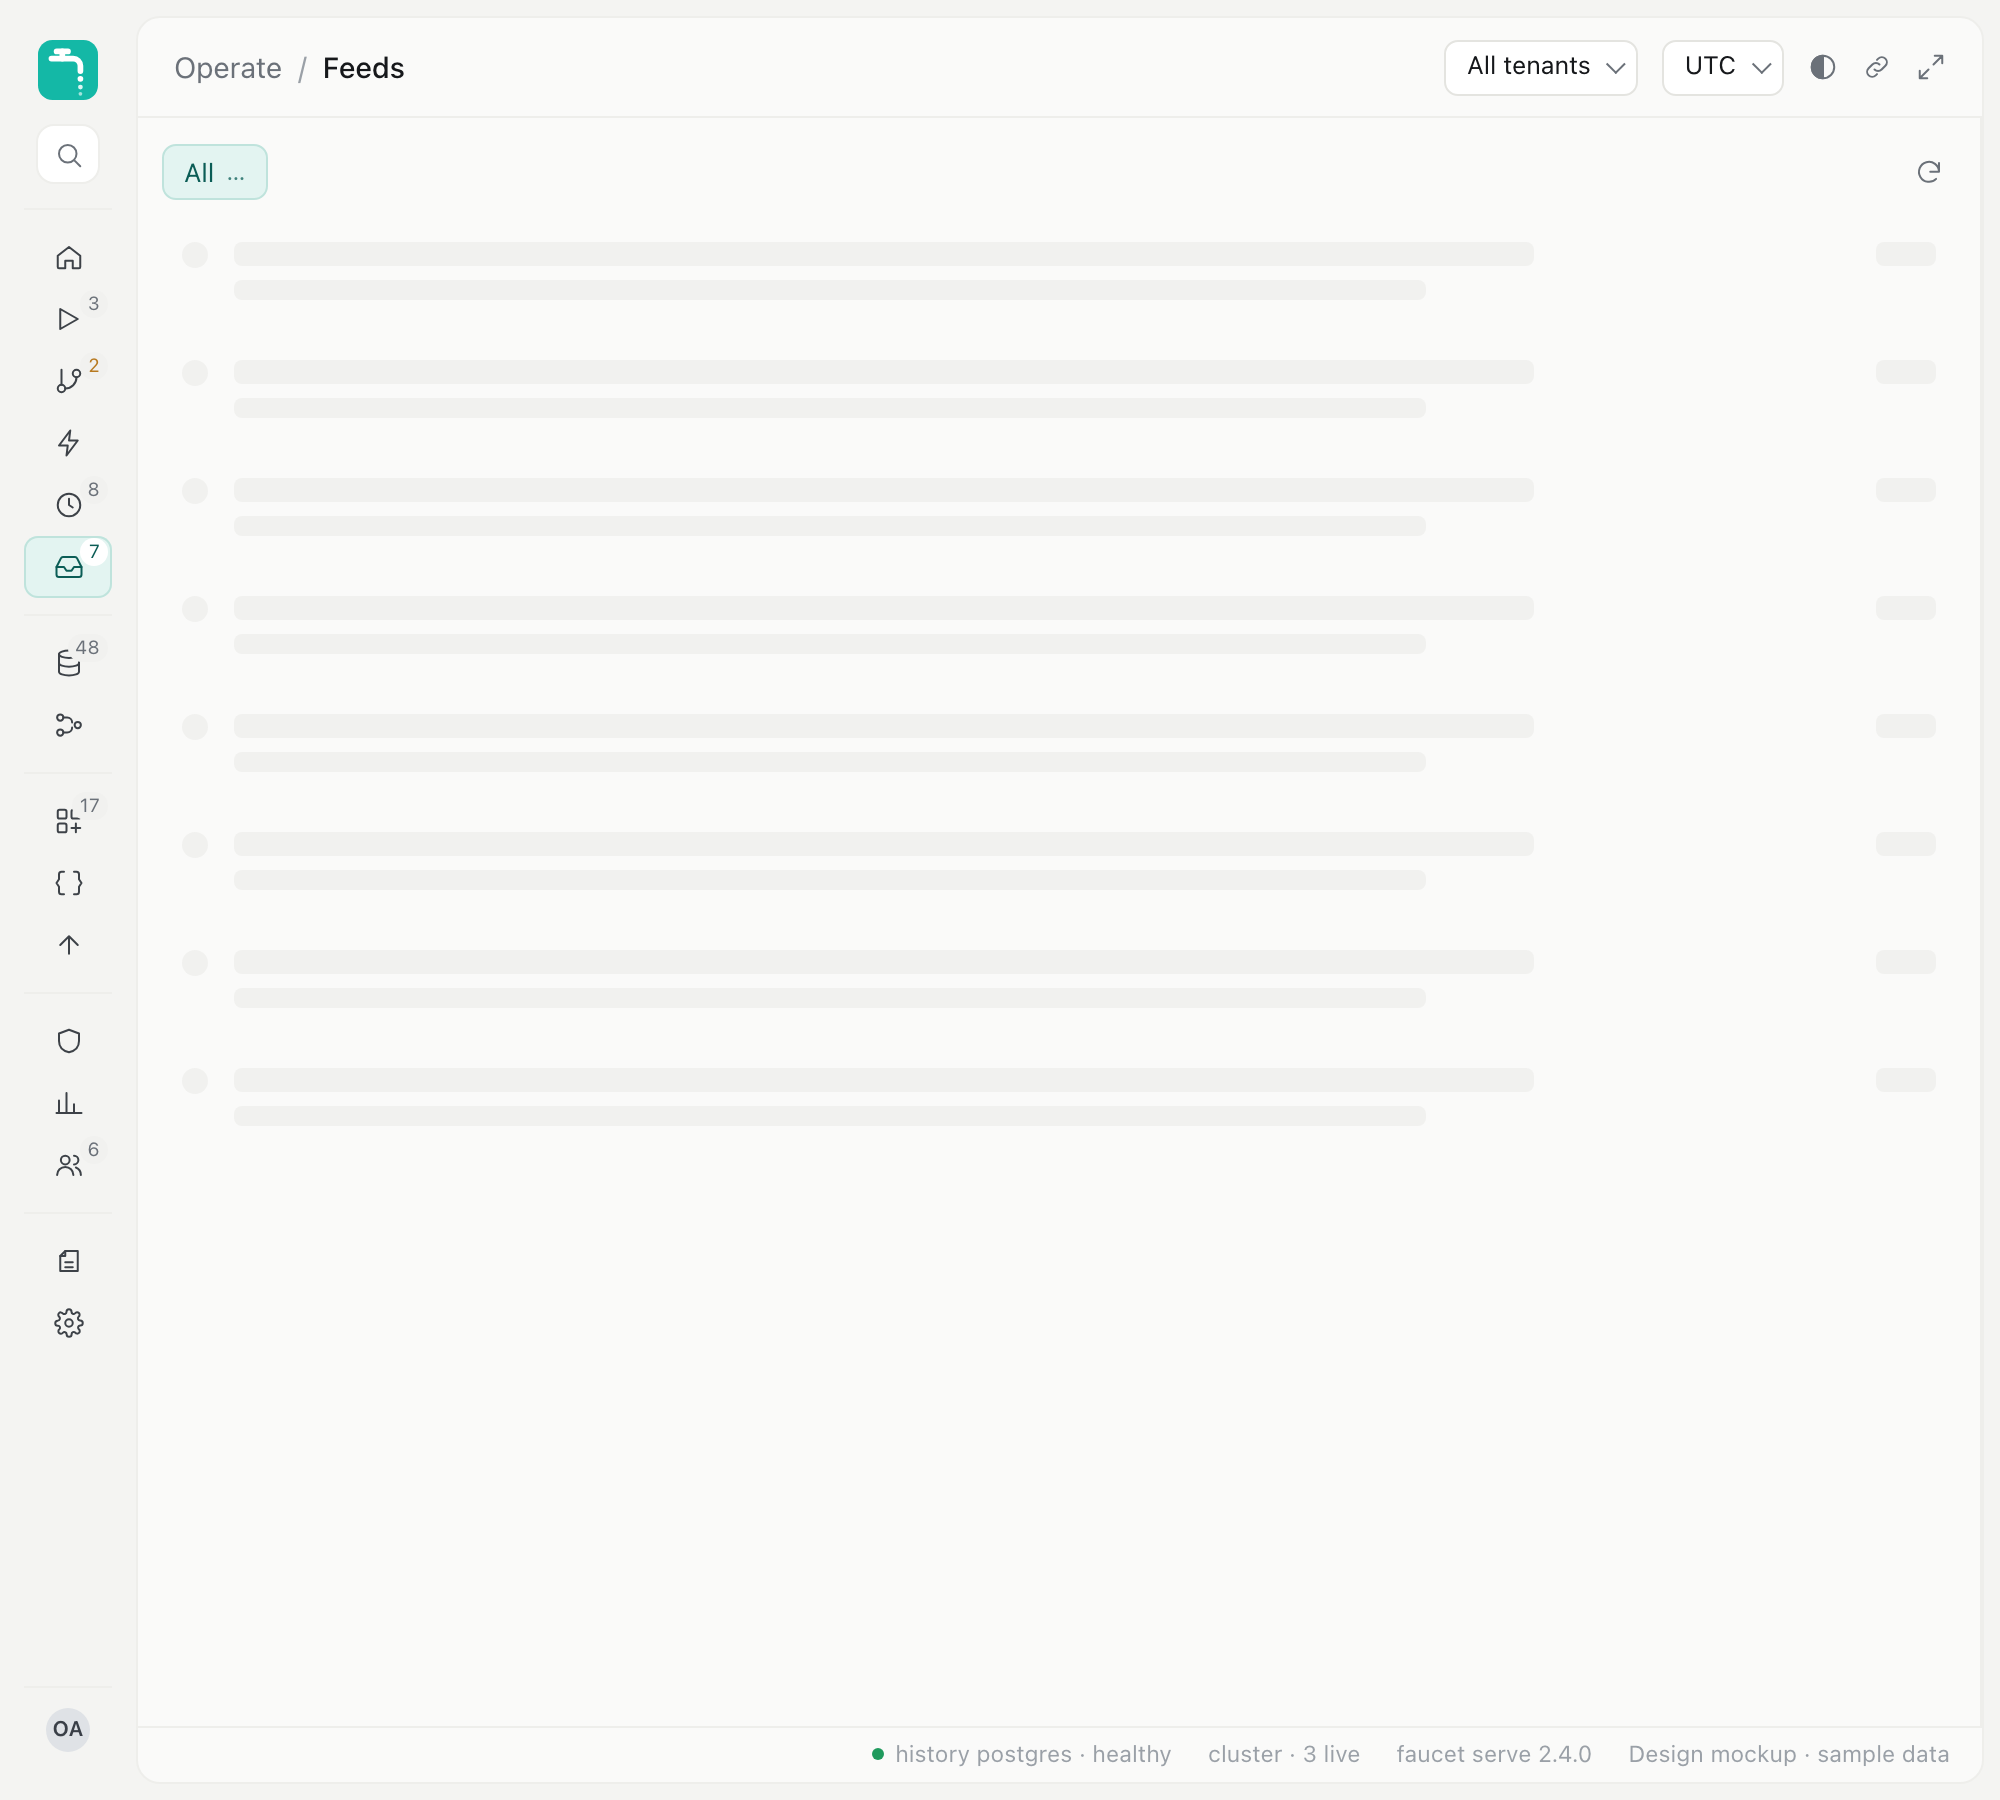 Operate / Feeds
All tenants
UTC
All ...
3
2
8
7
48
17
6
OA
history postgres · healthy
cluster · 3 live
faucet serve 2.4.0
Design mockup · sample data